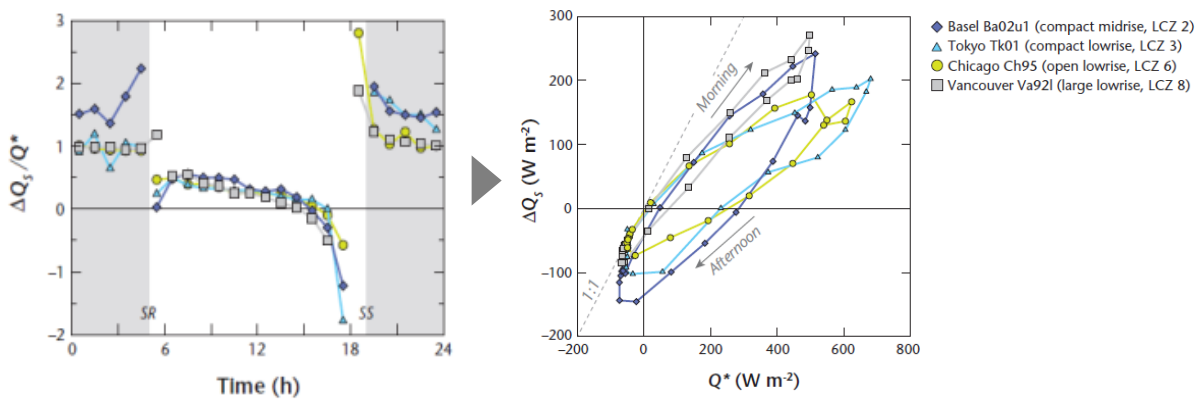 3
2
1
0
−1
−2
ΔQs/Q*
SR
SS
0
6
12
18
24
Time (h)
300
200
100
0
−100
−200
ΔQs (W m-2)
Morning
Afternoon
1:1
−200
0
200
400
600
800
Q* (W m-2)
Basel Ba02u1 (compact midrise, LCZ 2)
Tokyo Tk01 (compact lowrise, LCZ 3)
Chicago Ch95 (open lowrise, LCZ 6)
Vancouver Va92l (large lowrise, LCZ 8)